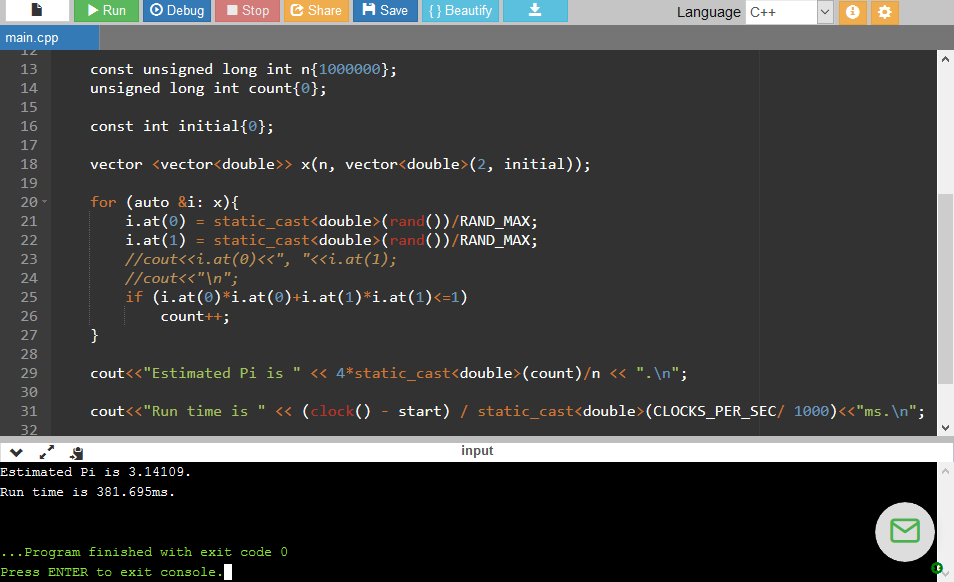 Run Debug Stop Share Save { } Beautify Language C++
main.cpp
12
13 const unsigned long int n{1000000};
14 unsigned long int count{0};
15
16 const int initial{0};
17
18 vector <vector<double>> x(n, vector<double>(2, initial));
19
20 for (auto &i: x){
21 i.at(0) = static_cast<double>(rand())/RAND_MAX;
22 i.at(1) = static_cast<double>(rand())/RAND_MAX;
23 //cout<<i.at(0)<<", "<<i.at(1);
24 //cout<<"\n";
25 if (i.at(0)*i.at(0)+i.at(1)*i.at(1)<=1)
26 count++;
27 }
28
29 cout<<"Estimated Pi is " << 4*static_cast<double>(count)/n << ".\n";
30
31 cout<<"Run time is " << (clock() - start) / static_cast<double>(CLOCKS_PER_SEC/ 1000)<<"ms.\n";
32
input
Estimated Pi is 3.14109.
Run time is 381.695ms.
...Program finished with exit code 0
Press ENTER to exit console.